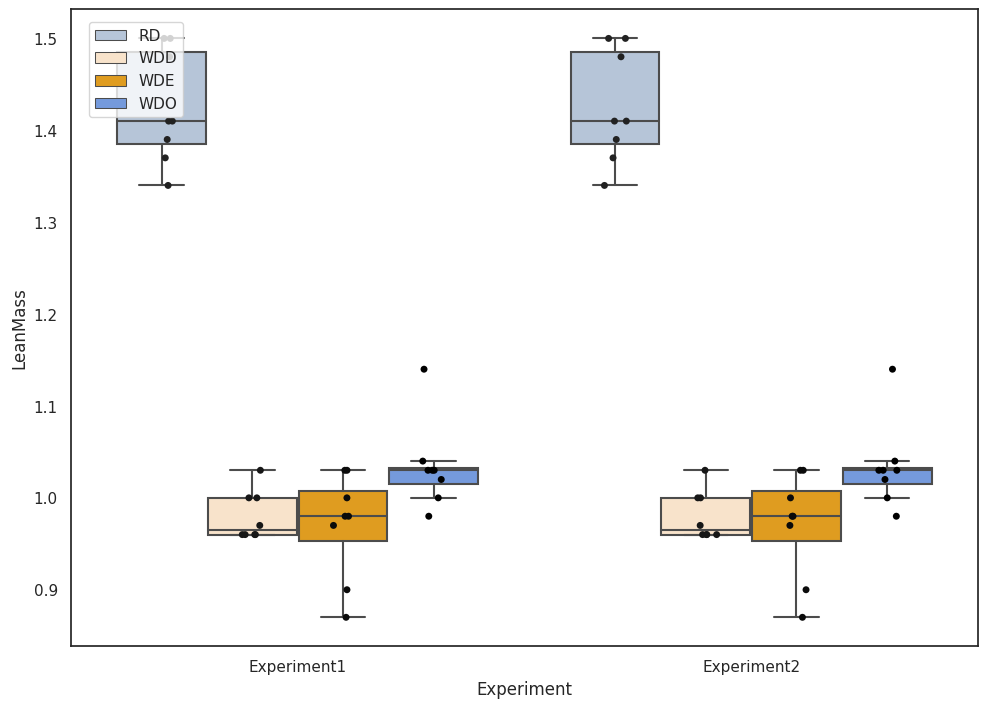 RD
WDD
WDE
WDO
1.5
1.4
1.3
1.2
1.1
1.0
0.9
LeanMass
Experiment1
Experiment2
Experiment